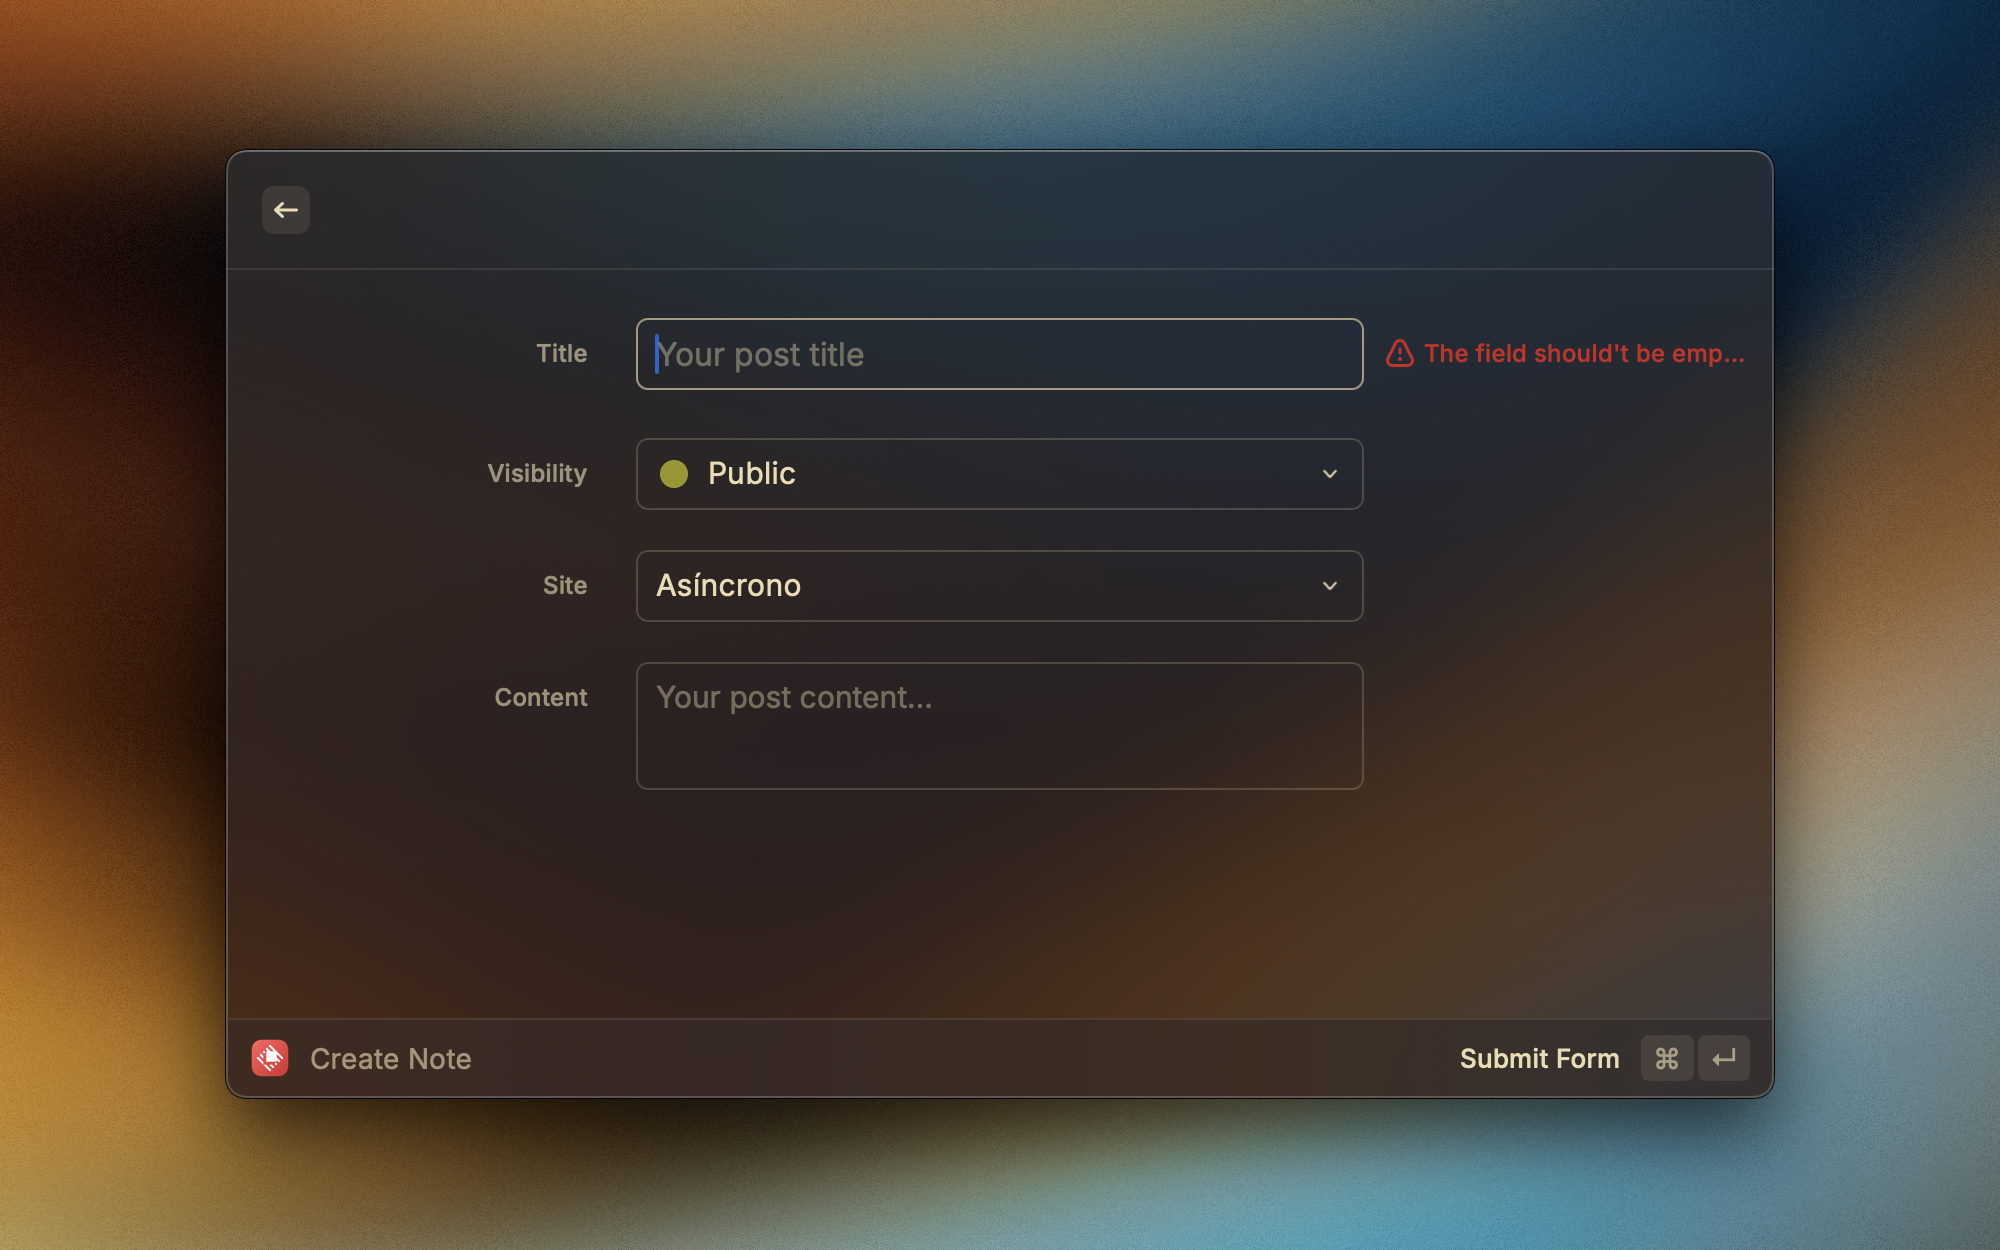 Title
Your post title
The field should't be emp...
Visibility
Public
Site
Asíncrono
Content
Your post content...
Create Note
Submit Form ⌘ ↵